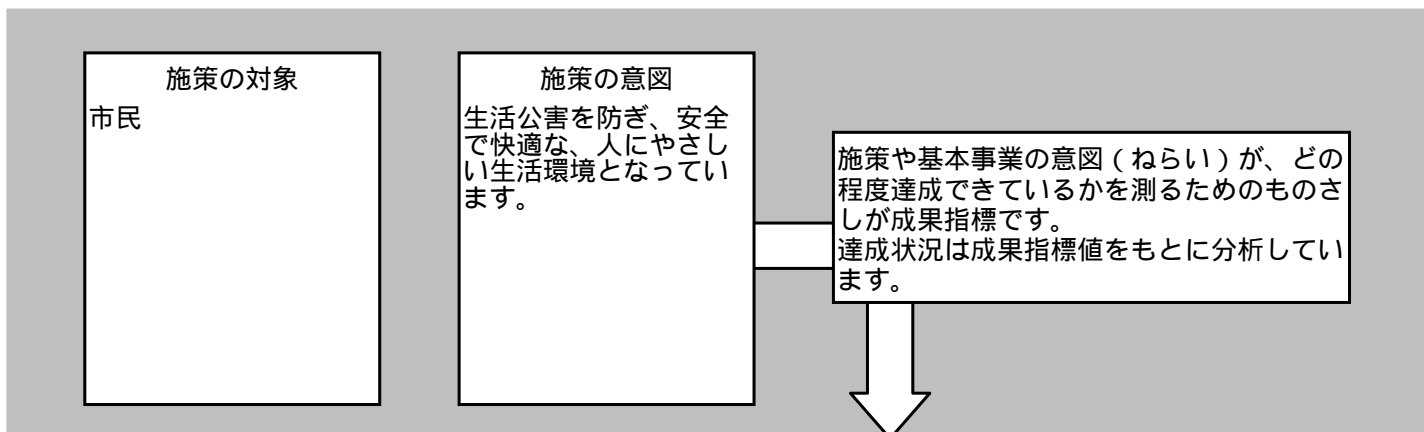 施策の対象
市民
施策の意図
生活公害を防ぎ、安全
で快適な、人にやさし
い生活環境となってい
ます。
施策や基本事業の意図(ねらい)が、どの
程度達成できているかを測るためのものさ
しが成果指標です。
達成状況は成果指標値をもとに分析してい
ます。